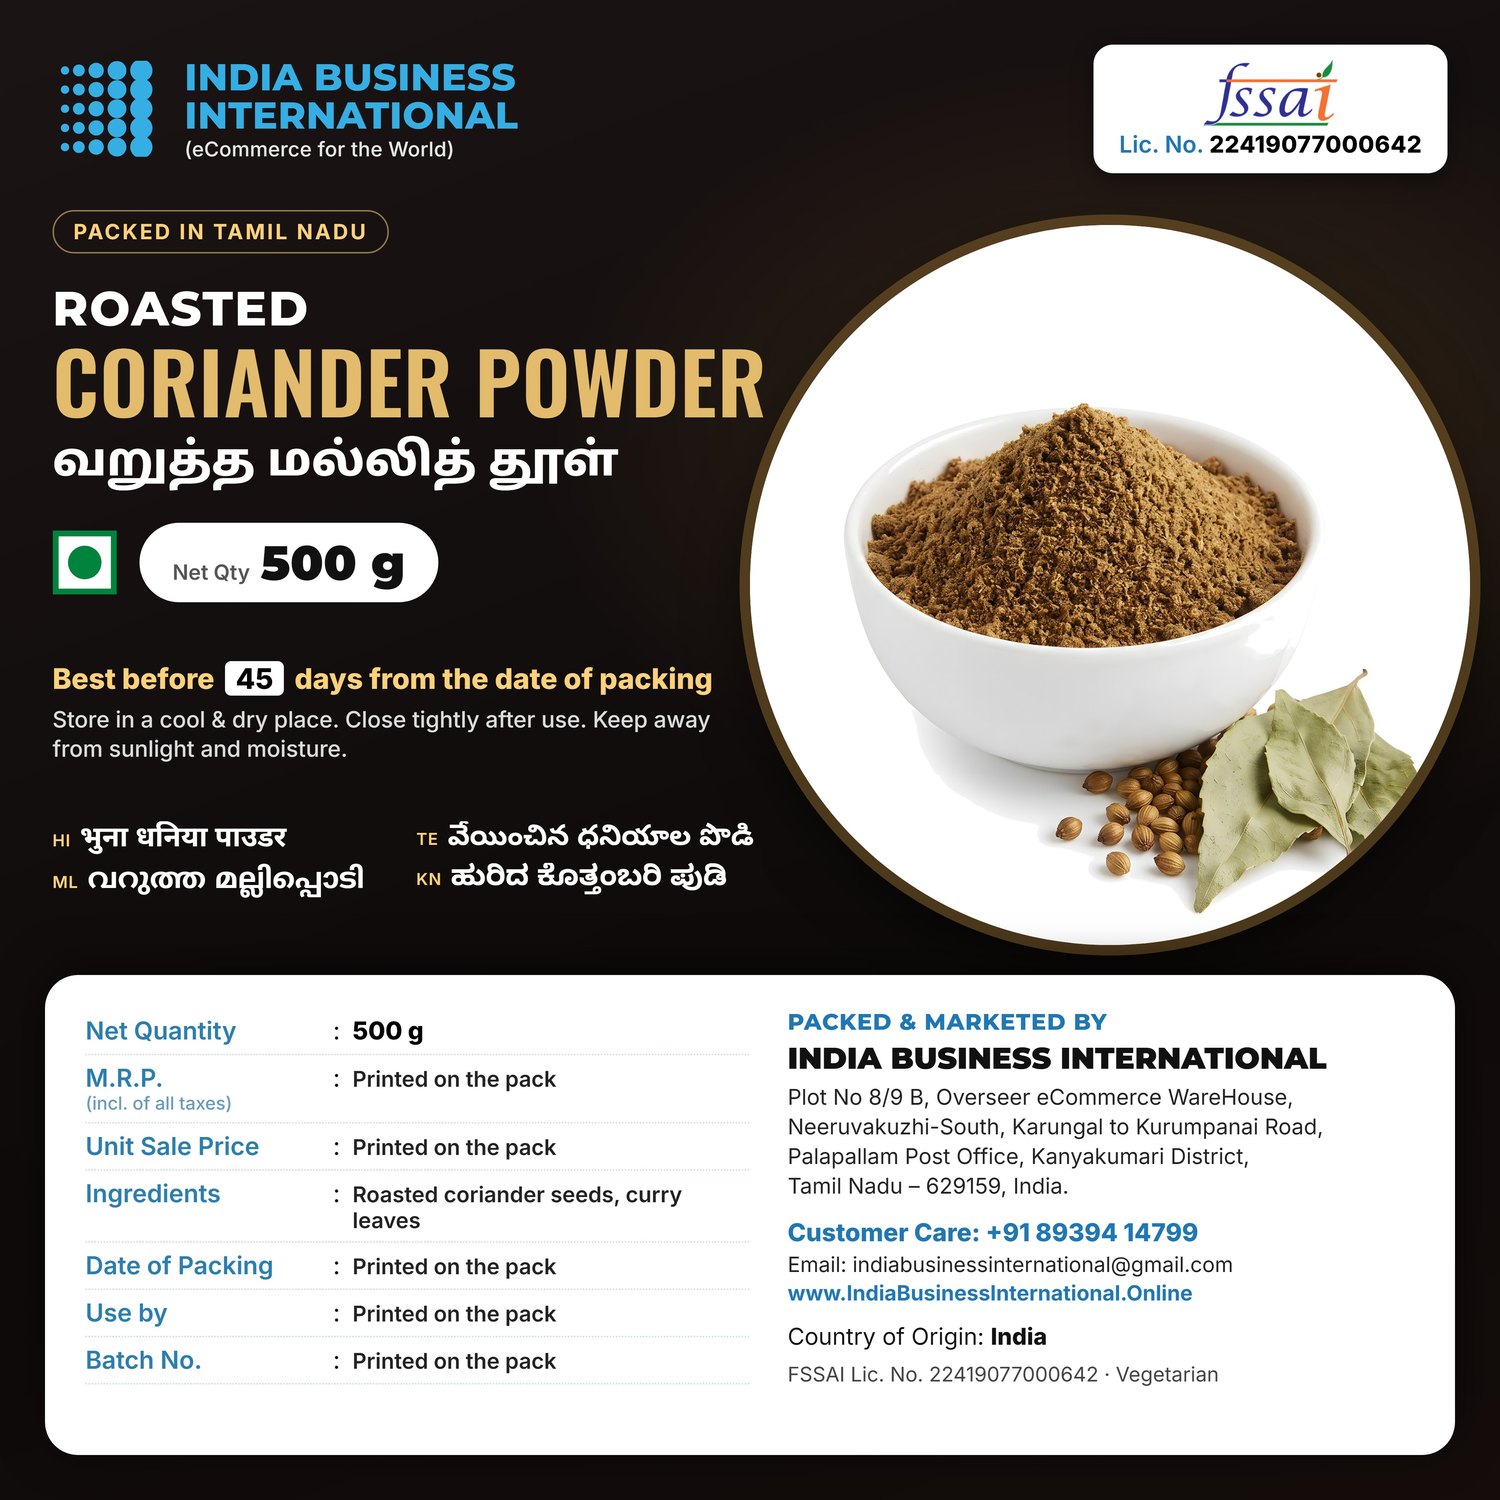 INDIA BUSINESS
INTERNATIONAL
(eCommerce for the World)
fssai
Lic. No. 22419077000642
PACKED IN TAMIL NADU
ROASTED
CORIANDER POWDER
வறுத்த மல்லித் தூள்
Net Qty 500 g
Best before 45 days from the date of packing
Store in a cool & dry place. Close tightly after use. Keep away
from sunlight and moisture.
HI भुना धनिया पाउडर
TE వేయించిన ధనియాల పొడి
ML വറുത്ത മല്ലിപ്പൊടി
KN ಹುರಿದ ಕೊತ್ತಂಬರಿ ಪುಡಿ
Net Quantity : 500 g
M.R.P. : Printed on the pack
(incl. of all taxes)
Unit Sale Price : Printed on the pack
Ingredients : Roasted coriander seeds, curry
leaves
Date of Packing : Printed on the pack
Use by : Printed on the pack
Batch No. : Printed on the pack
PACKED & MARKETED BY
INDIA BUSINESS INTERNATIONAL
Plot No 8/9 B, Overseer eCommerce WareHouse,
Neeruvakuzhi-South, Karungal to Kurumpanai Road,
Palapallam Post Office, Kanyakumari District,
Tamil Nadu – 629159, India.
Customer Care: +91 89394 14799
Email: indiabusinessinternational@gmail.com
www.IndiaBusinessInternational.Online
Country of Origin: India
FSSAI Lic. No. 22419077000642 · Vegetarian